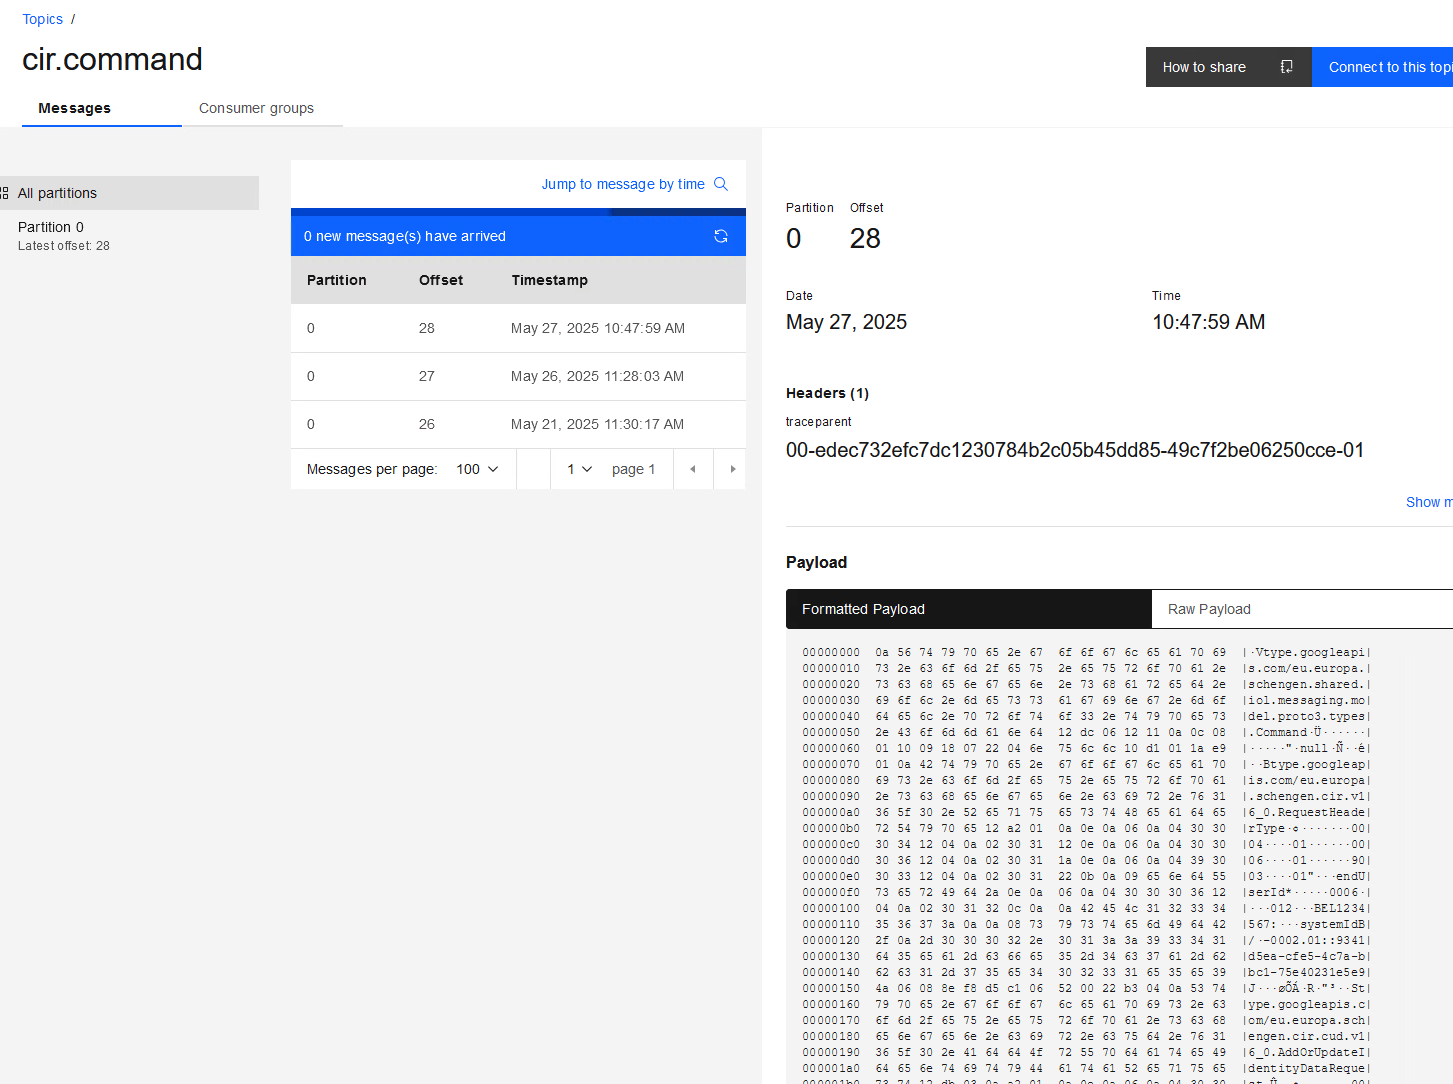 Topics /
cir.command
How to share
Connect to this topi
Messages
Consumer groups
All partitions
Partition 0
Latest offset: 28
Jump to message by time
0 new message(s) have arrived
Partition Offset Timestamp
0 28 May 27, 2025 10:47:59 AM
0 27 May 26, 2025 11:28:03 AM
0 26 May 21, 2025 11:30:17 AM
Messages per page: 100 1 page 1
Partition Offset
0 28
Date Time
May 27, 2025 10:47:59 AM
Headers (1)
traceparent
00-edec732efc7dc1230784b2c05b45dd85-49c7f2be06250cce-01
Show m
Payload
Formatted Payload Raw Payload
00000000 0a 56 74 79 70 65 2e 67 6f 6f 67 6c 65 61 70 69 |·Vtype.googleapi|
00000010 73 2e 63 6f 6d 2f 65 75 2e 65 75 72 6f 70 61 2e |s.com/eu.europa.|
00000020 73 63 68 65 6e 67 65 6e 2e 73 68 61 72 65 64 2e |schengen.shared.|
00000030 69 6f 6c 2e 6d 65 73 73 61 67 69 6e 67 2e 6d 6f |iol.messaging.mo|
00000040 64 65 6c 2e 70 72 6f 74 6f 33 2e 74 79 70 65 73 |del.proto3.types|
00000050 2e 43 6f 6d 6d 61 6e 64 12 dc 06 12 11 0a 0c 08 |.Command·Ü······|
00000060 01 10 09 18 07 22 04 6e 75 6c 6c 10 d1 01 1a e9 |·····"·null·Ñ··é|
00000070 01 0a 42 74 79 70 65 2e 67 6f 6f 67 6c 65 61 70 |··Btype.googleap|
00000080 69 73 2e 63 6f 6d 2f 65 75 2e 65 75 72 6f 70 61 |is.com/eu.europa|
00000090 2e 73 63 68 65 6e 67 65 6e 2e 63 69 72 2e 76 31 |.schengen.cir.v1|
000000a0 36 5f 30 2e 52 65 71 75 65 73 74 48 65 61 64 65 |6_0.RequestHeade|
000000b0 72 54 79 70 65 12 a2 01 0a 0e 0a 06 0a 04 30 30 |rType·¢·······00|
000000c0 30 34 12 04 0a 02 30 31 12 0e 0a 06 0a 04 30 30 |04····01······00|
000000d0 30 36 12 04 0a 02 30 31 1a 0e 0a 06 0a 04 39 30 |06····01······90|
000000e0 30 33 12 04 0a 02 30 31 22 0b 0a 09 65 6e 64 55 |03····01"···endU|
000000f0 73 65 72 49 64 2a 0e 0a 06 0a 04 30 30 30 36 12 |serId*·····0006·|
00000100 04 0a 02 30 31 32 0c 0a 0a 42 45 4c 31 32 33 34 |···012···BEL1234|
00000110 35 36 37 3a 0a 0a 08 73 79 73 74 65 6d 49 64 42 |567:···systemIdB|
00000120 2f 0a 2d 30 30 30 32 2e 30 31 3a 3a 39 33 34 31 |/·-0002.01::9341|
00000130 64 35 65 61 2d 63 66 65 35 2d 34 63 37 61 2d 62 |d5ea-cfe5-4c7a-b|
00000140 62 63 31 2d 37 35 65 34 30 32 33 31 65 35 65 39 |bc1-75e40231e5e9|
00000150 4a 06 08 8e f8 d5 c1 06 52 00 22 b3 04 0a 53 74 |J···øÕÁ·R·"³··St|
00000160 79 70 65 2e 67 6f 6f 67 6c 65 61 70 69 73 2e 63 |ype.googleapis.c|
00000170 6f 6d 2f 65 75 2e 65 75 72 6f 70 61 2e 73 63 68 |om/eu.europa.sch|
00000180 65 6e 67 65 6e 2e 63 69 72 2e 63 75 64 2e 76 31 |engen.cir.cud.v1|
00000190 36 5f 30 2e 41 64 64 4f 72 55 70 64 61 74 65 49 |6_0.AddOrUpdateI|
000001a0 64 65 6e 74 69 74 79 44 61 74 61 52 65 71 75 65 |dentityDataReque|